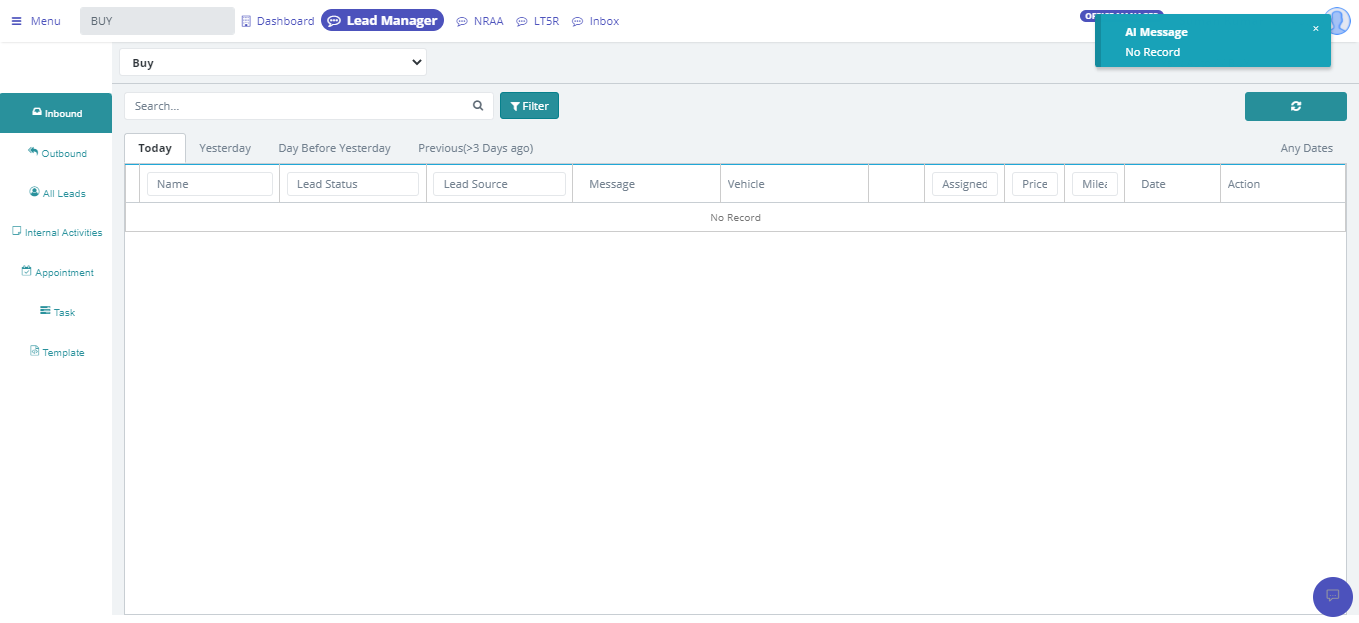 Menu
BUY
Dashboard
Lead Manager
NRAA
LT5R
Inbox
AI Message
×
No Record
Buy
Inbound
Outbound
All Leads
Internal Activities
Appointment
Task
Template
Search...
Filter
Today
Yesterday
Day Before Yesterday
Previous(>3 Days ago)
Any Dates
Name
Lead Status
Lead Source
Message
Vehicle
Assigned
Price
Date
Action
No Record